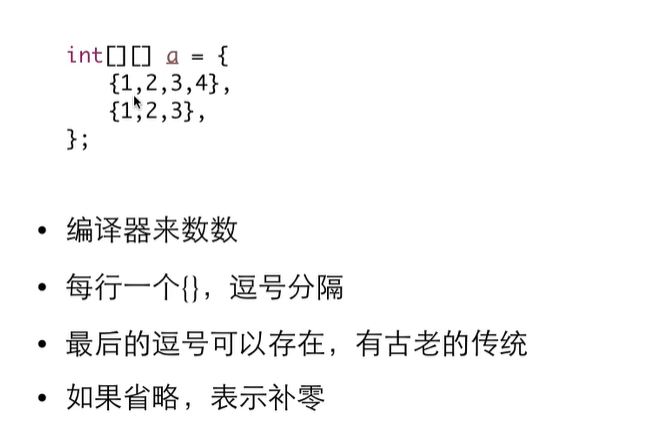 int[][] a = {
{1,2,3,4},
{1,2,3},
};
• 编译器来数数
• 每行一个{}，逗号分隔
• 最后的逗号可以存在，有古老的传统
• 如果省略，表示补零